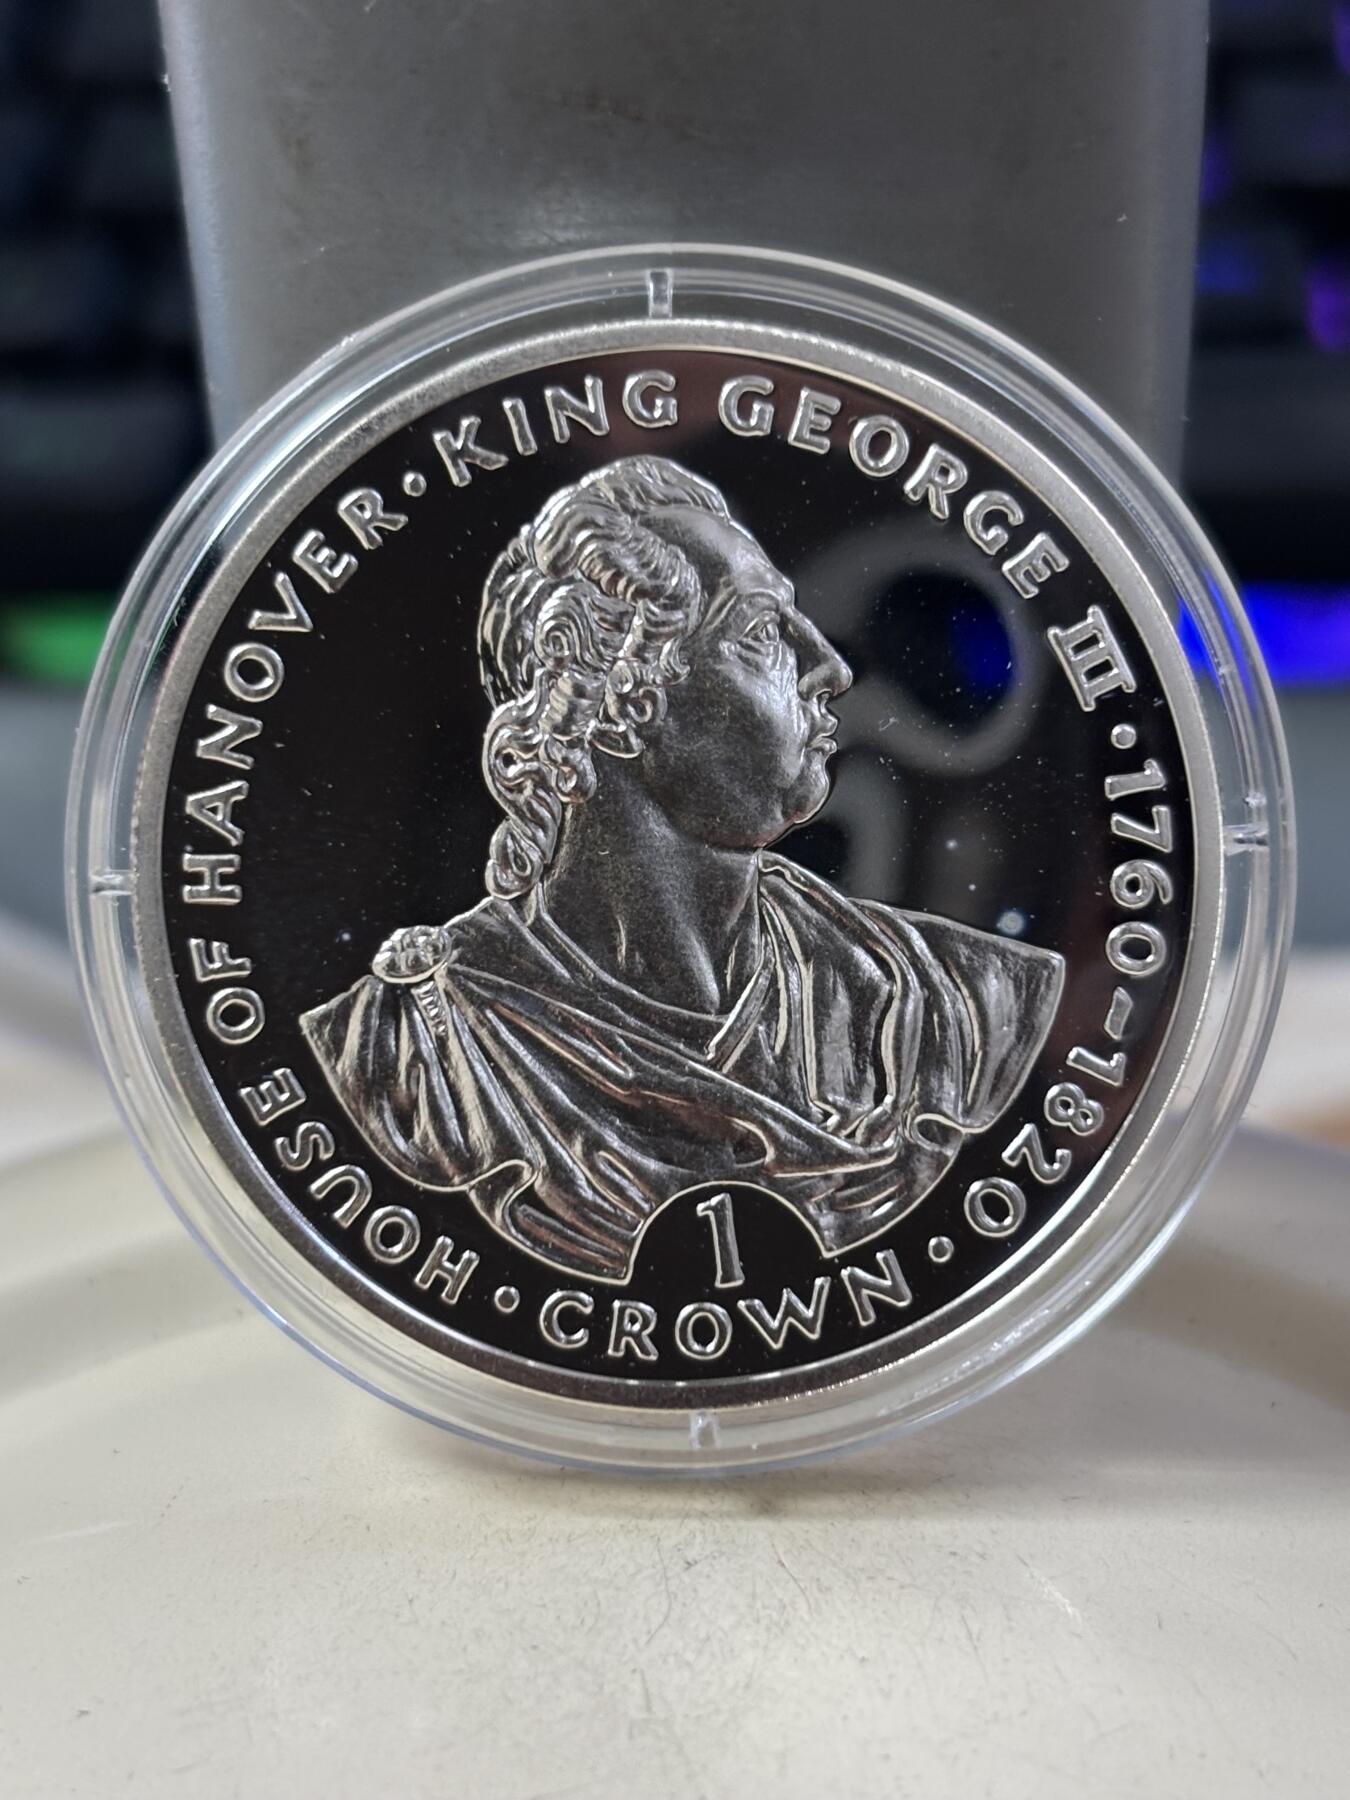 HOUSE OF HANOVER · KING GEORGE III · 1760-1820 ·
1
CROWN ·